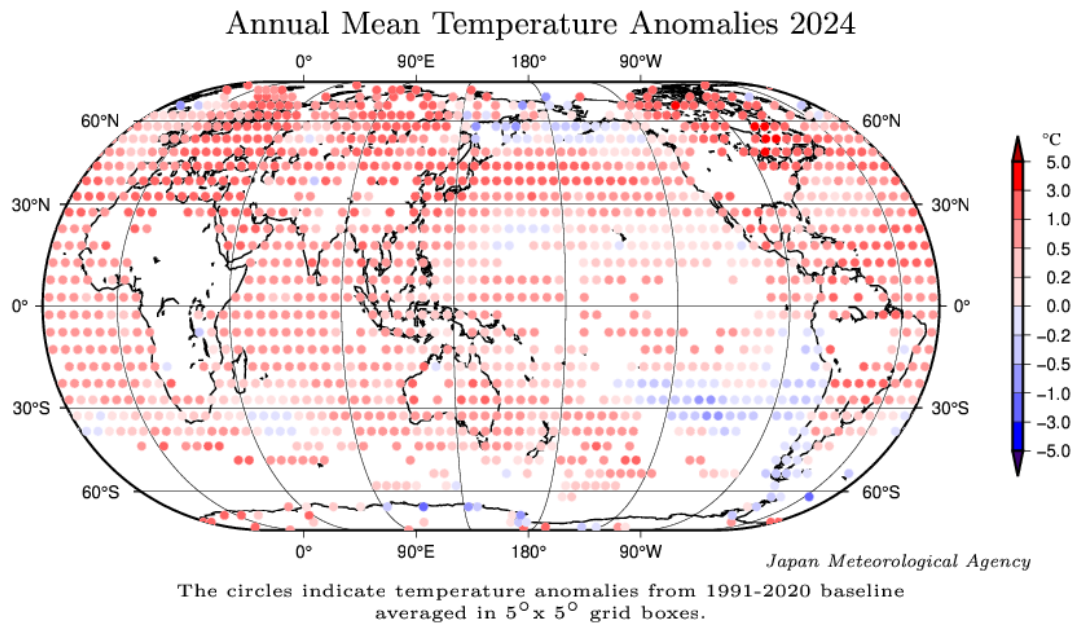 Annual Mean Temperature Anomalies 2024
0° 90°E 180° 90°W
60°N 60°N
°C
5.0
3.0
30°N 30°N
1.0
0.5
0.2
0° 0° 0.0
−0.2
−0.5
−1.0
30°S 30°S
−3.0
−5.0
60°S 60°S
0° 90°E 180° 90°W
Japan Meteorological Agency
The circles indicate temperature anomalies from 1991-2020 baseline
averaged in 5°x 5° grid boxes.